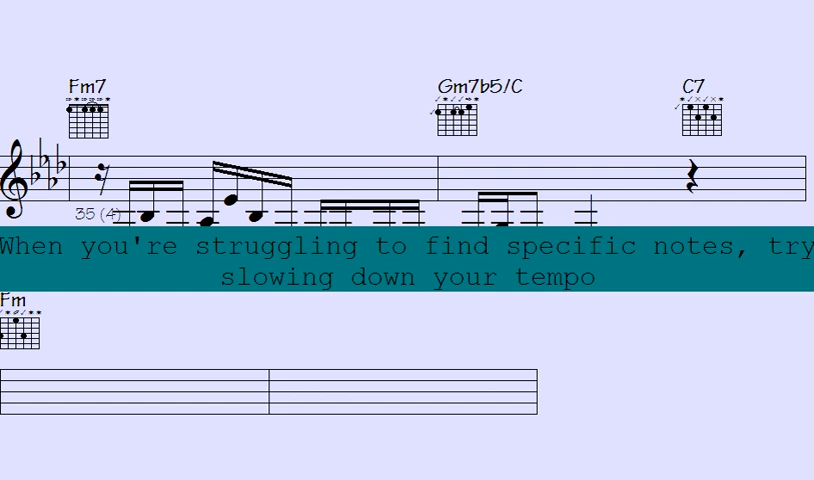 Fm7 Gm7b5/C C7
35 (4)
When you're struggling to find specific notes, try
slowing down your tempo
Fm